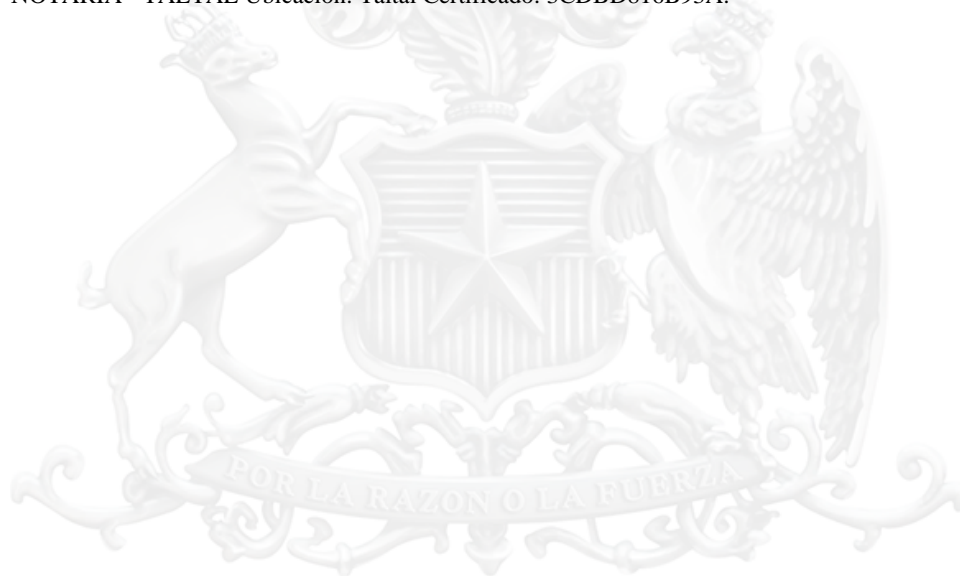 NOTARIA - TALTAL Ubicación: Taltal Certificado:
POR LA RAZON O LA FUERZA